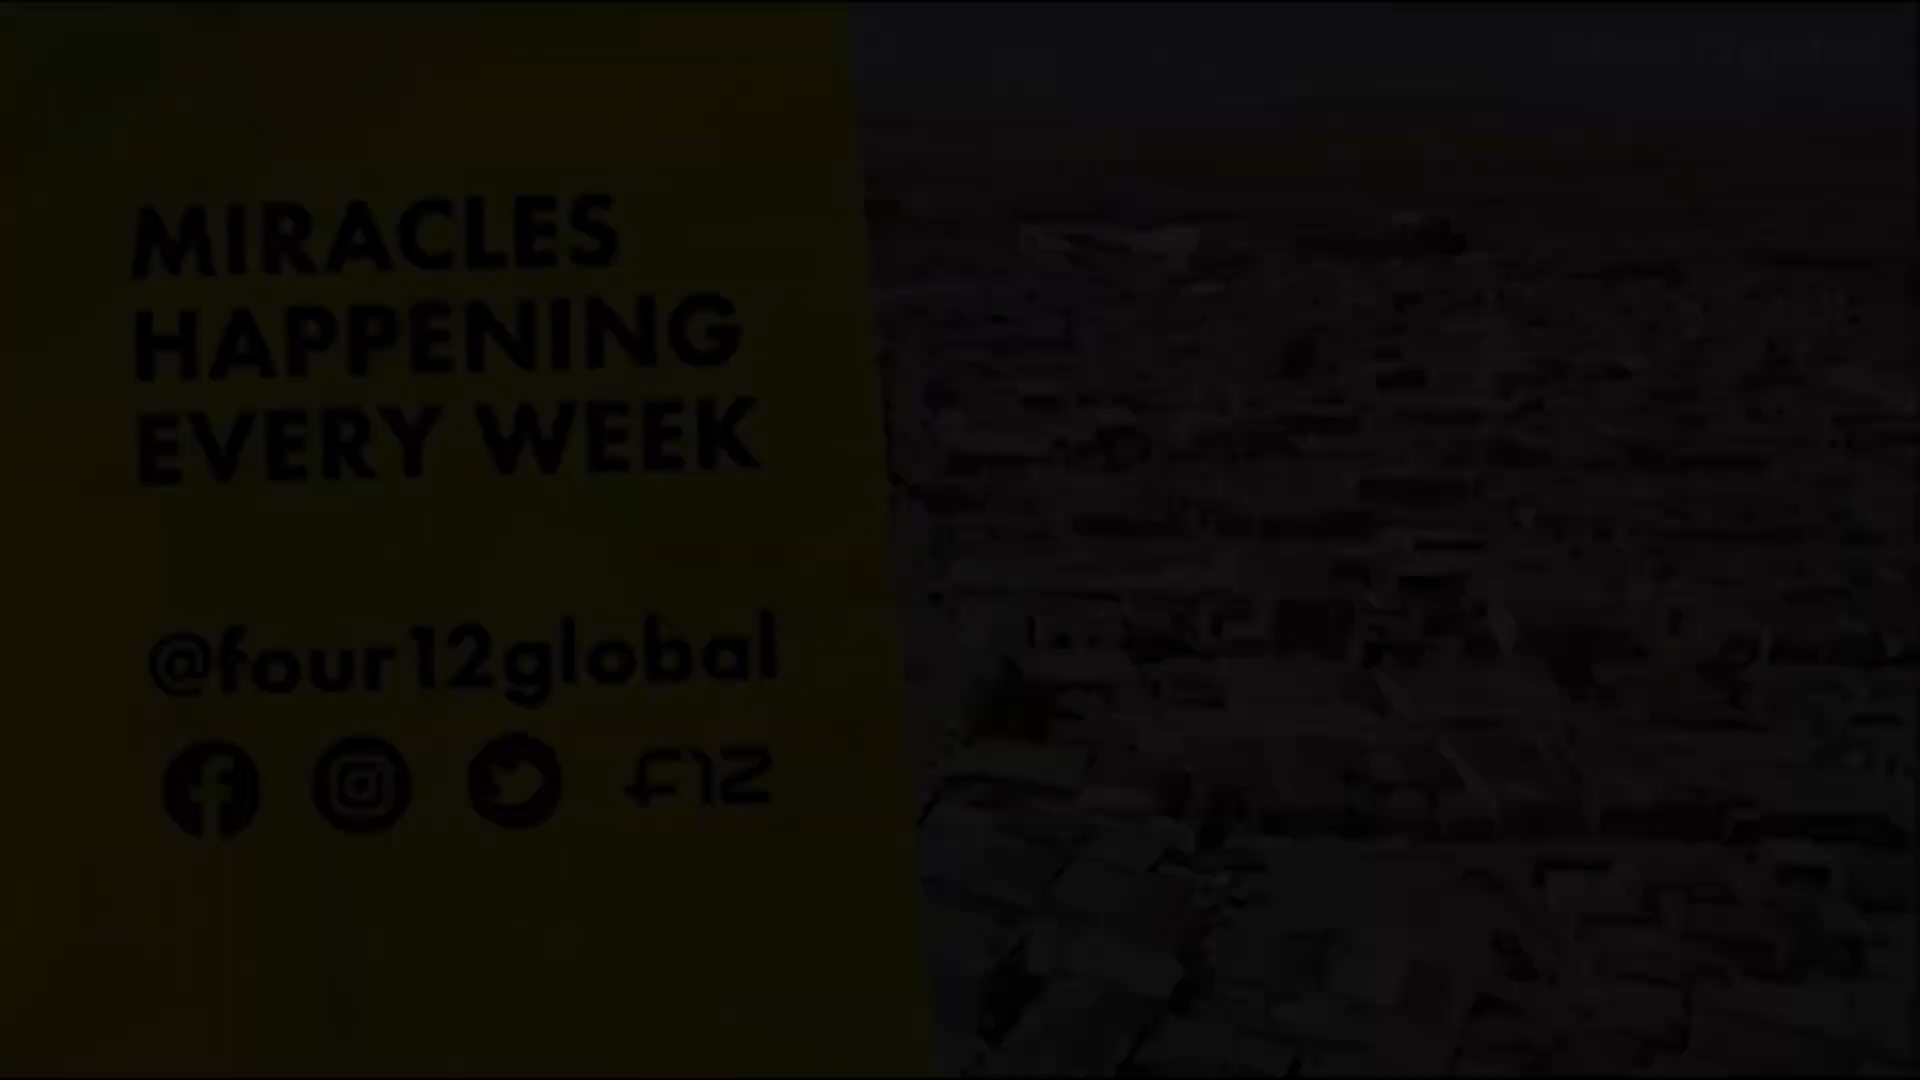 MIRACLES
HAPPENING
EVERY WEEK
@four12global
f12